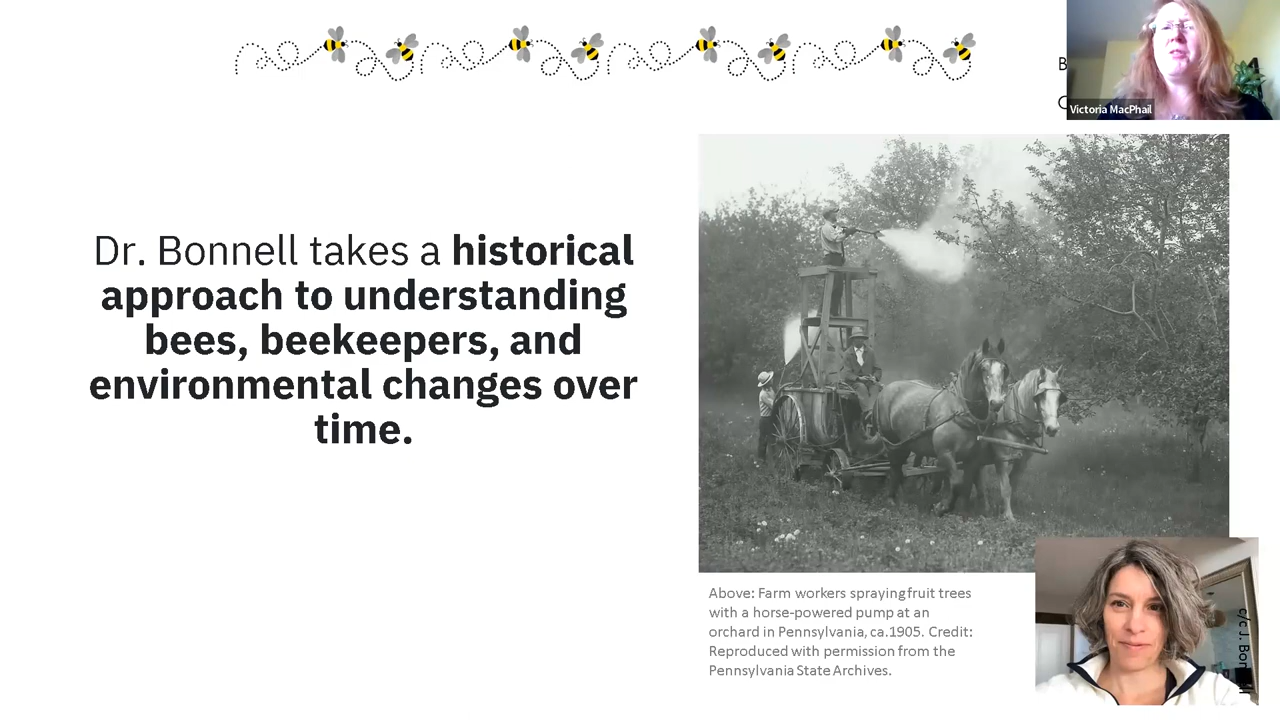 Victoria MacPhail
Dr. Bonnell takes a historical
approach to understanding
bees, beekeepers, and
environmental changes over
time.
Above: Farm workers spraying fruit trees
with a horse-powered pump at an
orchard in Pennsylvania, ca.1905. Credit:
Reproduced with permission from the
Pennsylvania State Archives.
c/c J.